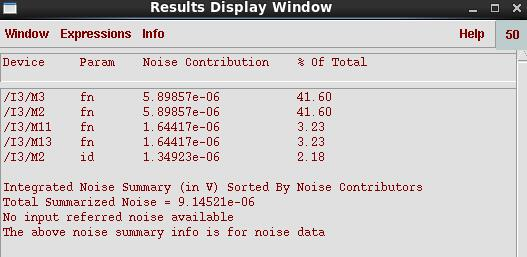 Results Display Window
Window Expressions Info Help 50
Device Param Noise Contribution % Of Total
/I3/M3 fn 5.89857e-06 41.60
/I3/M2 fn 5.89857e-06 41.60
/I3/M11 fn 1.64417e-06 3.23
/I3/M13 fn 1.64417e-06 3.23
/I3/M2 id 1.34923e-06 2.18
Integrated Noise Summary (in V) Sorted By Noise Contributors
Total Summarized Noise = 9.14521e-06
No input referred noise available
The above noise summary info is for noise data